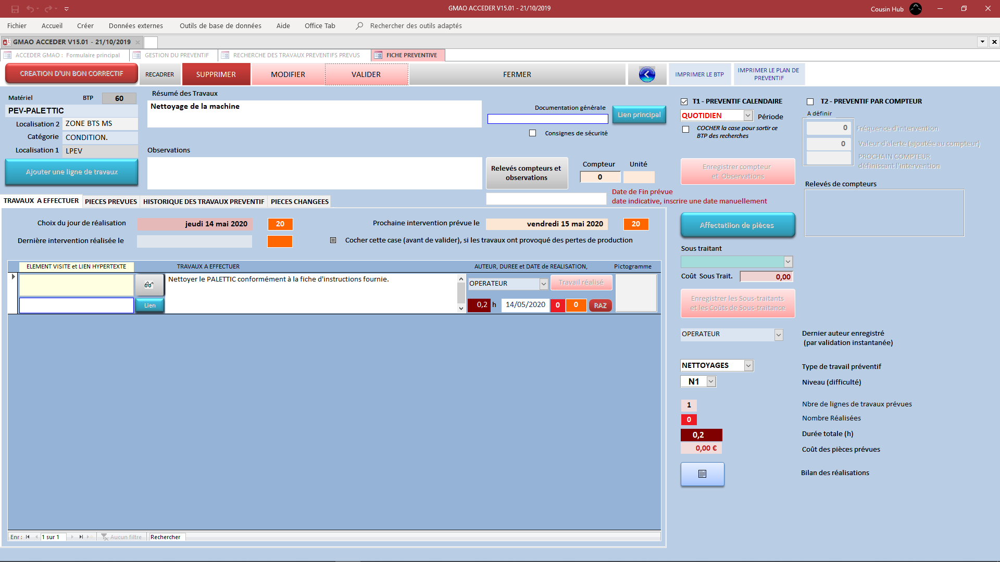 GMAO ACCEDER V15.01 - 21/10/2019
Cousin Hub
Fichier Accueil Créer Données externes Outils de base de données Aide Office Tab Rechercher des outils adaptés
GMAO ACCEDER V15.01 - 21/10/2019
ACCEDER GMAO : Formulaire principal GESTION DU PREVENTIF RECHERCHE DES TRAVAUX PREVENTIFS PREVUS FICHE PREVENTIVE
CREATION D'UN BON CORRECTIF RECADRER SUPPRIMER MODIFIER VALIDER FERMER IMPRIMER LE BTP IMPRIMER LE PLAN DE
PREVENTIF
Matériel BTP 60
PEV-PALETTIC
Localisation 2 ZONE BTS MS
Catégorie CONDITION.
Localisation 1 LPEV
Ajouter une ligne de travaux
Résumé des Travaux
Nettoyage de la machine
Observations
Documentation générale
Lien principal
Consignes de sécurité
Relevés compteurs et
observations
Compteur Unité
0
Date de Fin prévue
date indicative, inscrire une date manuellement
T1 - PREVENTIF CALENDAIRE
QUOTIDIEN Période
COCHER la case pour sortir ce
BTP des recherches
Enregistrer compteur
et Observations
T2 - PREVENTIF PAR COMPTEUR
A définir
0 Fréquence d'intervention
0 Valeur d'alerte (ajoutée au compteur)
PROCHAIN COMPTEUR
définissant l'intervention
Relevés de compteurs
TRAVAUX A EFFECTUER PIECES PREVUES HISTORIQUE DES TRAVAUX PREVENTIF PIECES CHANGEES
Choix du jour de réalisation jeudi 14 mai 2020 20 Prochaine intervention prévue le vendredi 15 mai 2020 20
Dernière intervention réalisée le Cocher cette case (avant de valider), si les travaux ont provoqué des pertes de production
ELEMENT VISITE et LIEN HYPERTEXTE TRAVAUX A EFFECTUER AUTEUR, DUREE et DATE de REALISATION, Pictogramme
Nettoyer le PALETTIC conformément à la fiche d'instructions fournie.
OPERATEUR Travail réalisé
Lien 0,2 h 14/05/2020 0 0 RAZ
Affectatiion de pièces
Sous traitant
Coût Sous Trait. 0,00
Enregistrer les Sous-traitants
et les Coûts de Sous-traitance
OPERATEUR Dernier auteur enregistré
(par validation instantanée)
NETTOYAGES Type de travail préventif
N1 Niveau (difficulté)
1 Nbre de lignes de travaux prévues
0 Nombre Réalisées
0,2 Durée totale (h)
0,00 € Coût des pièces prévues
Bilan des réalisations
Enr : 1 sur 1 Aucun filtre Rechercher